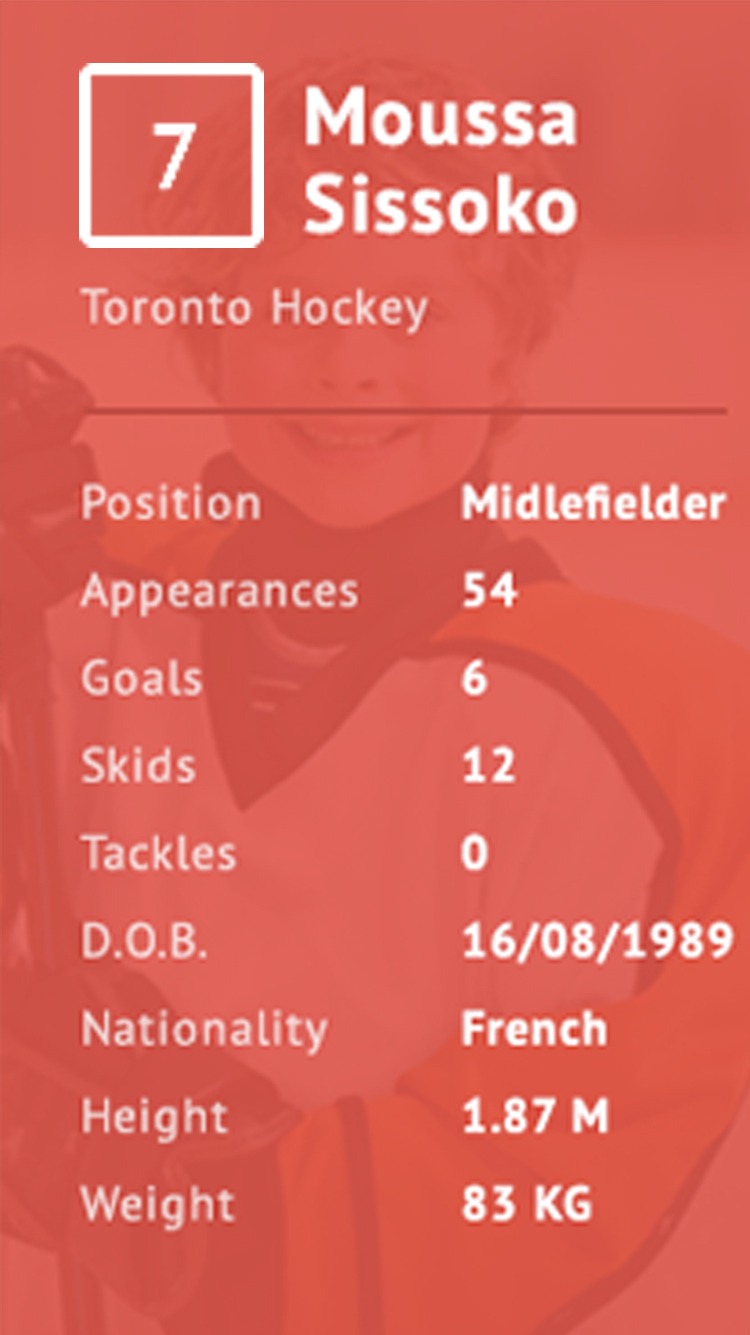 7
Moussa
Sissoko
Toronto Hockey
Position Midlefielder
Appearances 54
Goals 6
Skids 12
Tackles 0
D.O.B. 16/08/1989
Nationality French
Height 1.87 M
Weight 83 KG